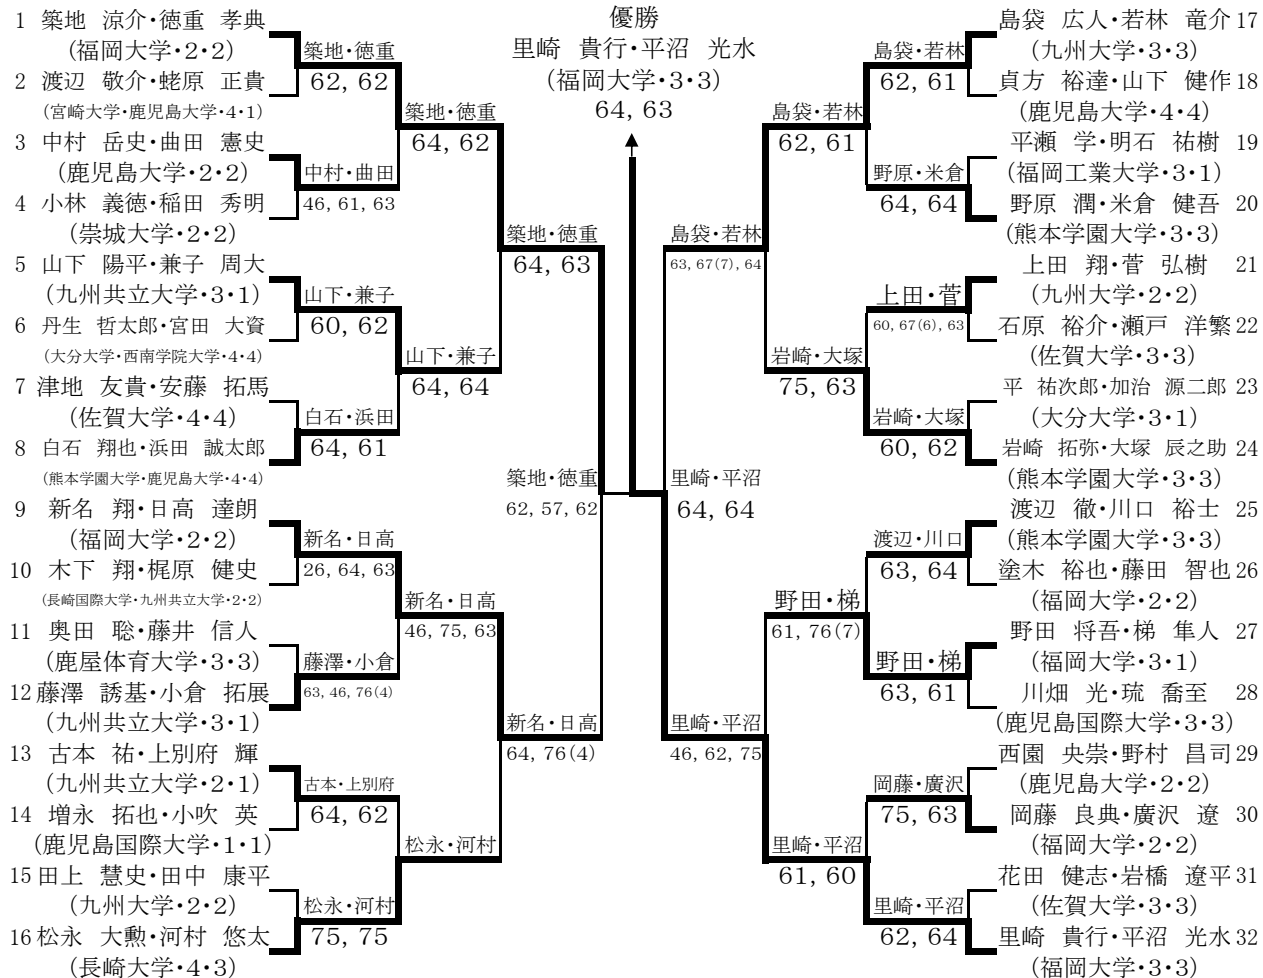 優勝
里崎 貴行・平沼 光水
(福岡大学・3・3)
64, 63
1 築地 涼介・徳重 孝典
(福岡大学・2・2)
2 渡辺 敬介・蛯原 正貴
(宮崎大学・鹿児島大学・4・1)
3 中村 岳史・曲田 憲史
(鹿児島大学・2・2)
4 小林 義徳・稲田 秀明
(崇城大学・2・2)
5 山下 陽平・兼子 周大
(九州共立大学・3・1)
6 丹生 哲太郎・宮田 大資
(大分大学・西南学院大学・4・4)
7 津地 友貴・安藤 拓馬
(佐賀大学・4・4)
8 白石 翔也・浜田 誠太郎
(熊本学園大学・鹿児島大学・4・4)
9 新名 翔・日高 達朗
(福岡大学・2・2)
10 木下 翔・梶原 健史
(長崎国際大学・九州共立大学・2・2)
11 奥田 聡・藤井 信人
(鹿屋体育大学・3・3)
12 藤澤 誘基・小倉 拓展
(九州共立大学・3・1)
13 古本 祐・上別府 輝
(九州共立大学・2・1)
14 増永 拓也・小吹 英
(鹿児島国際大学・1・1)
15 田上 慧史・田中 康平
(九州大学・2・2)
16 松永 大勲・河村 悠太
(長崎大学・4・3)
築地・徳重
62, 62
中村・曲田
46, 61, 63
山下・兼子
60, 62
白石・浜田
64, 61
新名・日高
26, 64, 63
藤澤・小倉
63, 46, 76(4)
古本・上別府
64, 62
松永・河村
75, 75
築地・徳重
64, 62
山下・兼子
64, 64
新名・日高
46, 75, 63
松永・河村
築地・徳重
64, 63
新名・日高
64, 76(4)
築地・徳重
62, 57, 62
里崎・平沼
64, 64
島袋・若林
63, 67(7), 64
里崎・平沼
46, 62, 75
島袋・若林
62, 61
岩崎・大塚
75, 63
野田・梯
61, 76(7)
里崎・平沼
61, 60
島袋・若林
62, 61
野原・米倉
64, 64
上田・菅
60, 67(6), 63
岩崎・大塚
60, 62
渡辺・川口
63, 64
野田・梯
63, 61
岡藤・廣沢
75, 63
里崎・平沼
62, 64
島袋 広人・若林 竜介 17
(九州大学・3・3)
貞方 裕達・山下 健作 18
(鹿児島大学・4・4)
平瀬 学・明石 祐樹 19
(福岡工業大学・3・1)
野原 潤・米倉 健吾 20
(熊本学園大学・3・3)
上田 翔・菅 弘樹 21
(九州大学・2・2)
石原 裕介・瀬戸 洋繁 22
(佐賀大学・3・3)
平 祐次郎・加治 源二郎 23
(大分大学・3・1)
岩崎 拓弥・大塚 辰之助 24
(熊本学園大学・3・3)
渡辺 徹・川口 裕士 25
(熊本学園大学・3・3)
塗木 裕也・藤田 智也 26
(福岡大学・2・2)
野田 将吾・梯 隼人 27
(福岡大学・3・1)
川畑 光・琉 喬至 28
(鹿児島国際大学・3・3)
西園 央崇・野村 昌司 29
(鹿児島大学・2・2)
岡藤 良典・廣沢 遼 30
(福岡大学・2・2)
花田 健志・岩橋 遼平 31
(佐賀大学・3・3)
里崎 貴行・平沼 光水 32
(福岡大学・3・3)